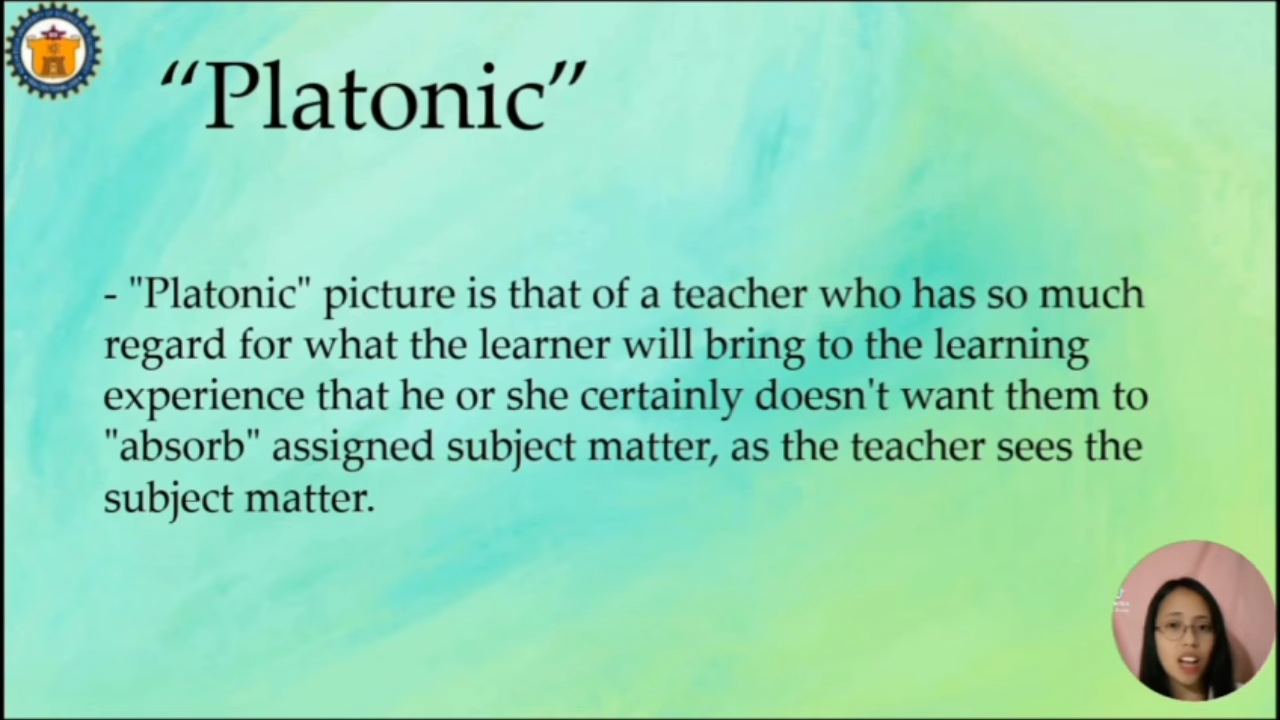 “Platonic”
- "Platonic" picture is that of a teacher who has so much
regard for what the learner will bring to the learning
experience that he or she certainly doesn't want them to
"absorb" assigned subject matter, as the teacher sees the
subject matter.